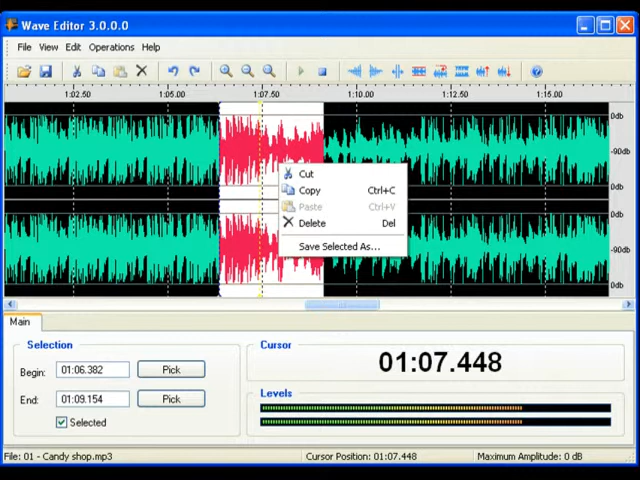 Wave Editor 3.0.0.0
File View Edit Operations Help
1:02.50 1:05.00 1:07.50 1:10.00 1:12.50 1:15.00
0db
-90db
0db
-90db
0db
Cut
Copy Ctrl+C
Paste Ctrl+V
Delete Del
Save Selected As...
Main
Selection
Begin: 01:06.382 Pick
End: 01:09.154 Pick
Selected
Cursor
01:07.448
Levels
File: 01 - Candy shop.mp3 Cursor Position: 01:07.448 Maximum Amplitude: 0 dB